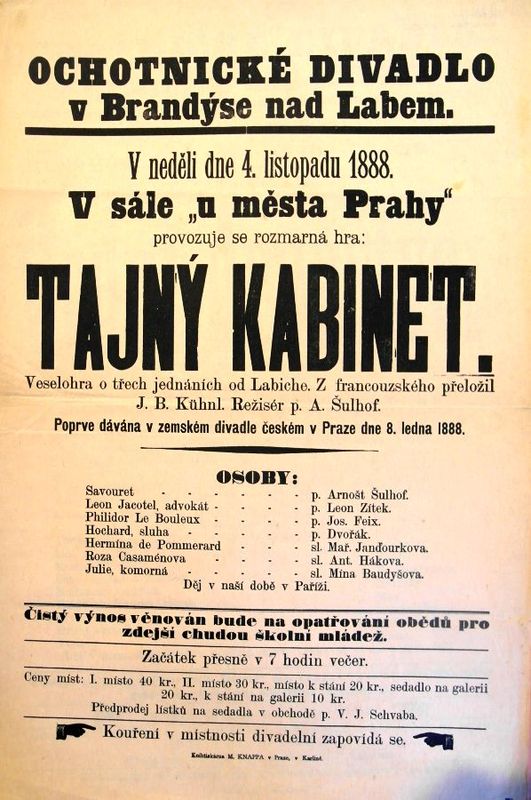 OCHOTNICKÉ DIVADLO
v Brandýse nad Labem.
V neděli dne 4. listopadu 1888.
V sále „u města Prahy“
provozuje se rozmarná hra:
TAJNÝ KABINET.
Veselohra o třech jednáních od Labiche. Z francouzského přeložil
J. B. Kühnl. Režisér p. A. Šulhof.
Poprve dávána v zemském divadle českém v Praze dne 8. ledna 1888.
OSOBY:
Savouret - - - - - - p. Arnošt Šulhof.
Leon Jacotel, advokát - - - - p. Leon Zítek.
Philidor Le Bouleux - - - - p. Jos. Feix.
Hochard, sluha - - - - - p. Dvořák.
Hermína de Pommerard - - - - sl. Mař. Janďourkova.
Roza Casaménova - - - - sl. Ant. Hákova.
Julie, komorná - - - - - sl. Mína Baudyšova.
Děj v naší době v Paříži.
Čistý výnos věnován bude na opatřování obědů pro
zdejší chudou školní mládež.
Začátek přesně v 7 hodin večer.
Ceny míst: I. místo 40 kr., II. místo 30 kr., místo k stání 20 kr., sedadlo na galerii
20 kr., k stání na galerii 10 kr.
Předprodej lístků na sedadla v obchodě p. V. J. Schvaba.
Kouření v místnosti divadelní zapovídá se.
Knihtiskárna M. KNAPPA v Praze, v Karlíně.